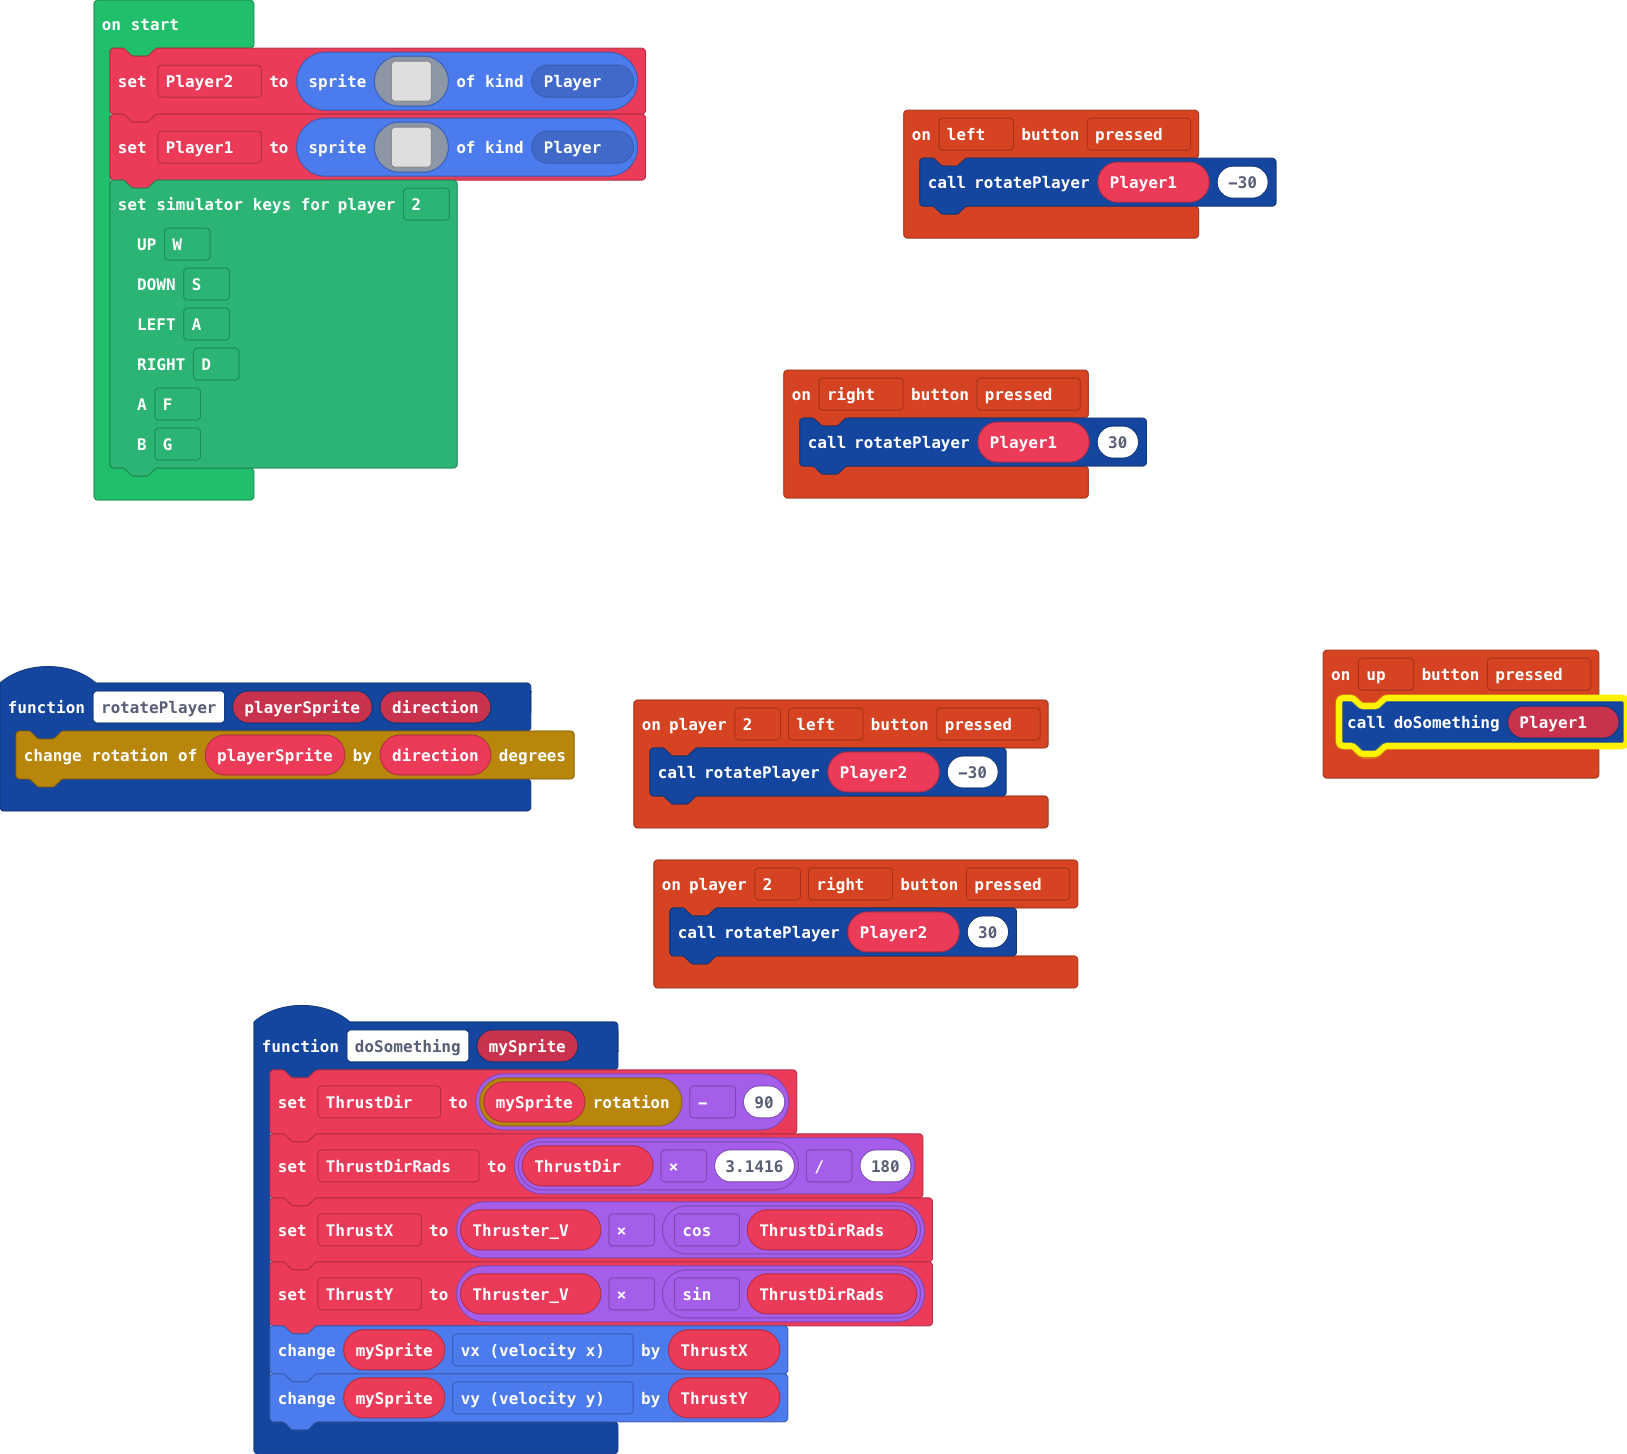 on start
set Player2 to sprite of kind Player
set Player1 to sprite of kind Player
set simulator keys for player 2
UP W
DOWN S
LEFT A
RIGHT D
A F
B G
on left button pressed
call rotatePlayer Player1 -30
on right button pressed
call rotatePlayer Player1 30
function rotatePlayer playerSprite direction
change rotation of playerSprite by direction degrees
on player 2 left button pressed
call rotatePlayer Player2 -30
on up button pressed
call doSomething Player1
on player 2 right button pressed
call rotatePlayer Player2 30
function doSomething mySprite
set ThrustDir to mySprite rotation - 90
set ThrustDirRads to ThrustDir × 3.1416 / 180
set ThrustX to Thruster_V × cos ThrustDirRads
set ThrustY to Thruster_V × sin ThrustDirRads
change mySprite vx (velocity x) by ThrustX
change mySprite vy (velocity y) by ThrustY